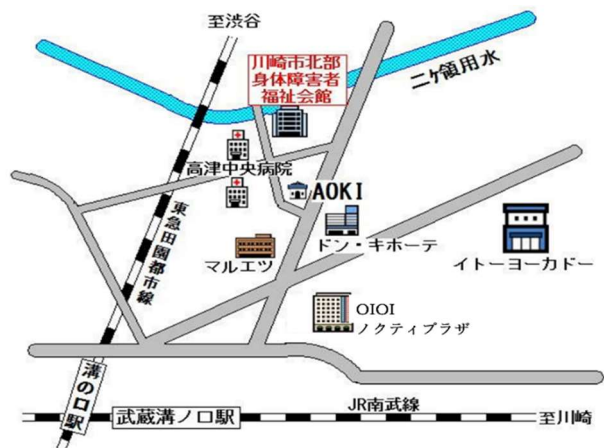 至渋谷
川崎市北部
身体障害者
福祉会館
二ケ領用水
高津中央病院
AOKI
東急田園都市線
マルエツ
ドン・キホーテ
イトーヨーカドー
OIOI
ノクティプラザ
溝の口駅
武蔵溝ノ口駅
JR南武線
至川崎